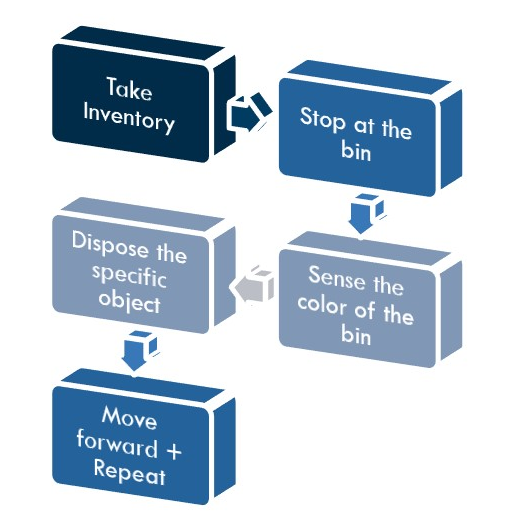 Take
Inventory
Stop at the
bin
Sense the
color of the
bin
Dispose the
specific
object
Move
forward +
Repeat